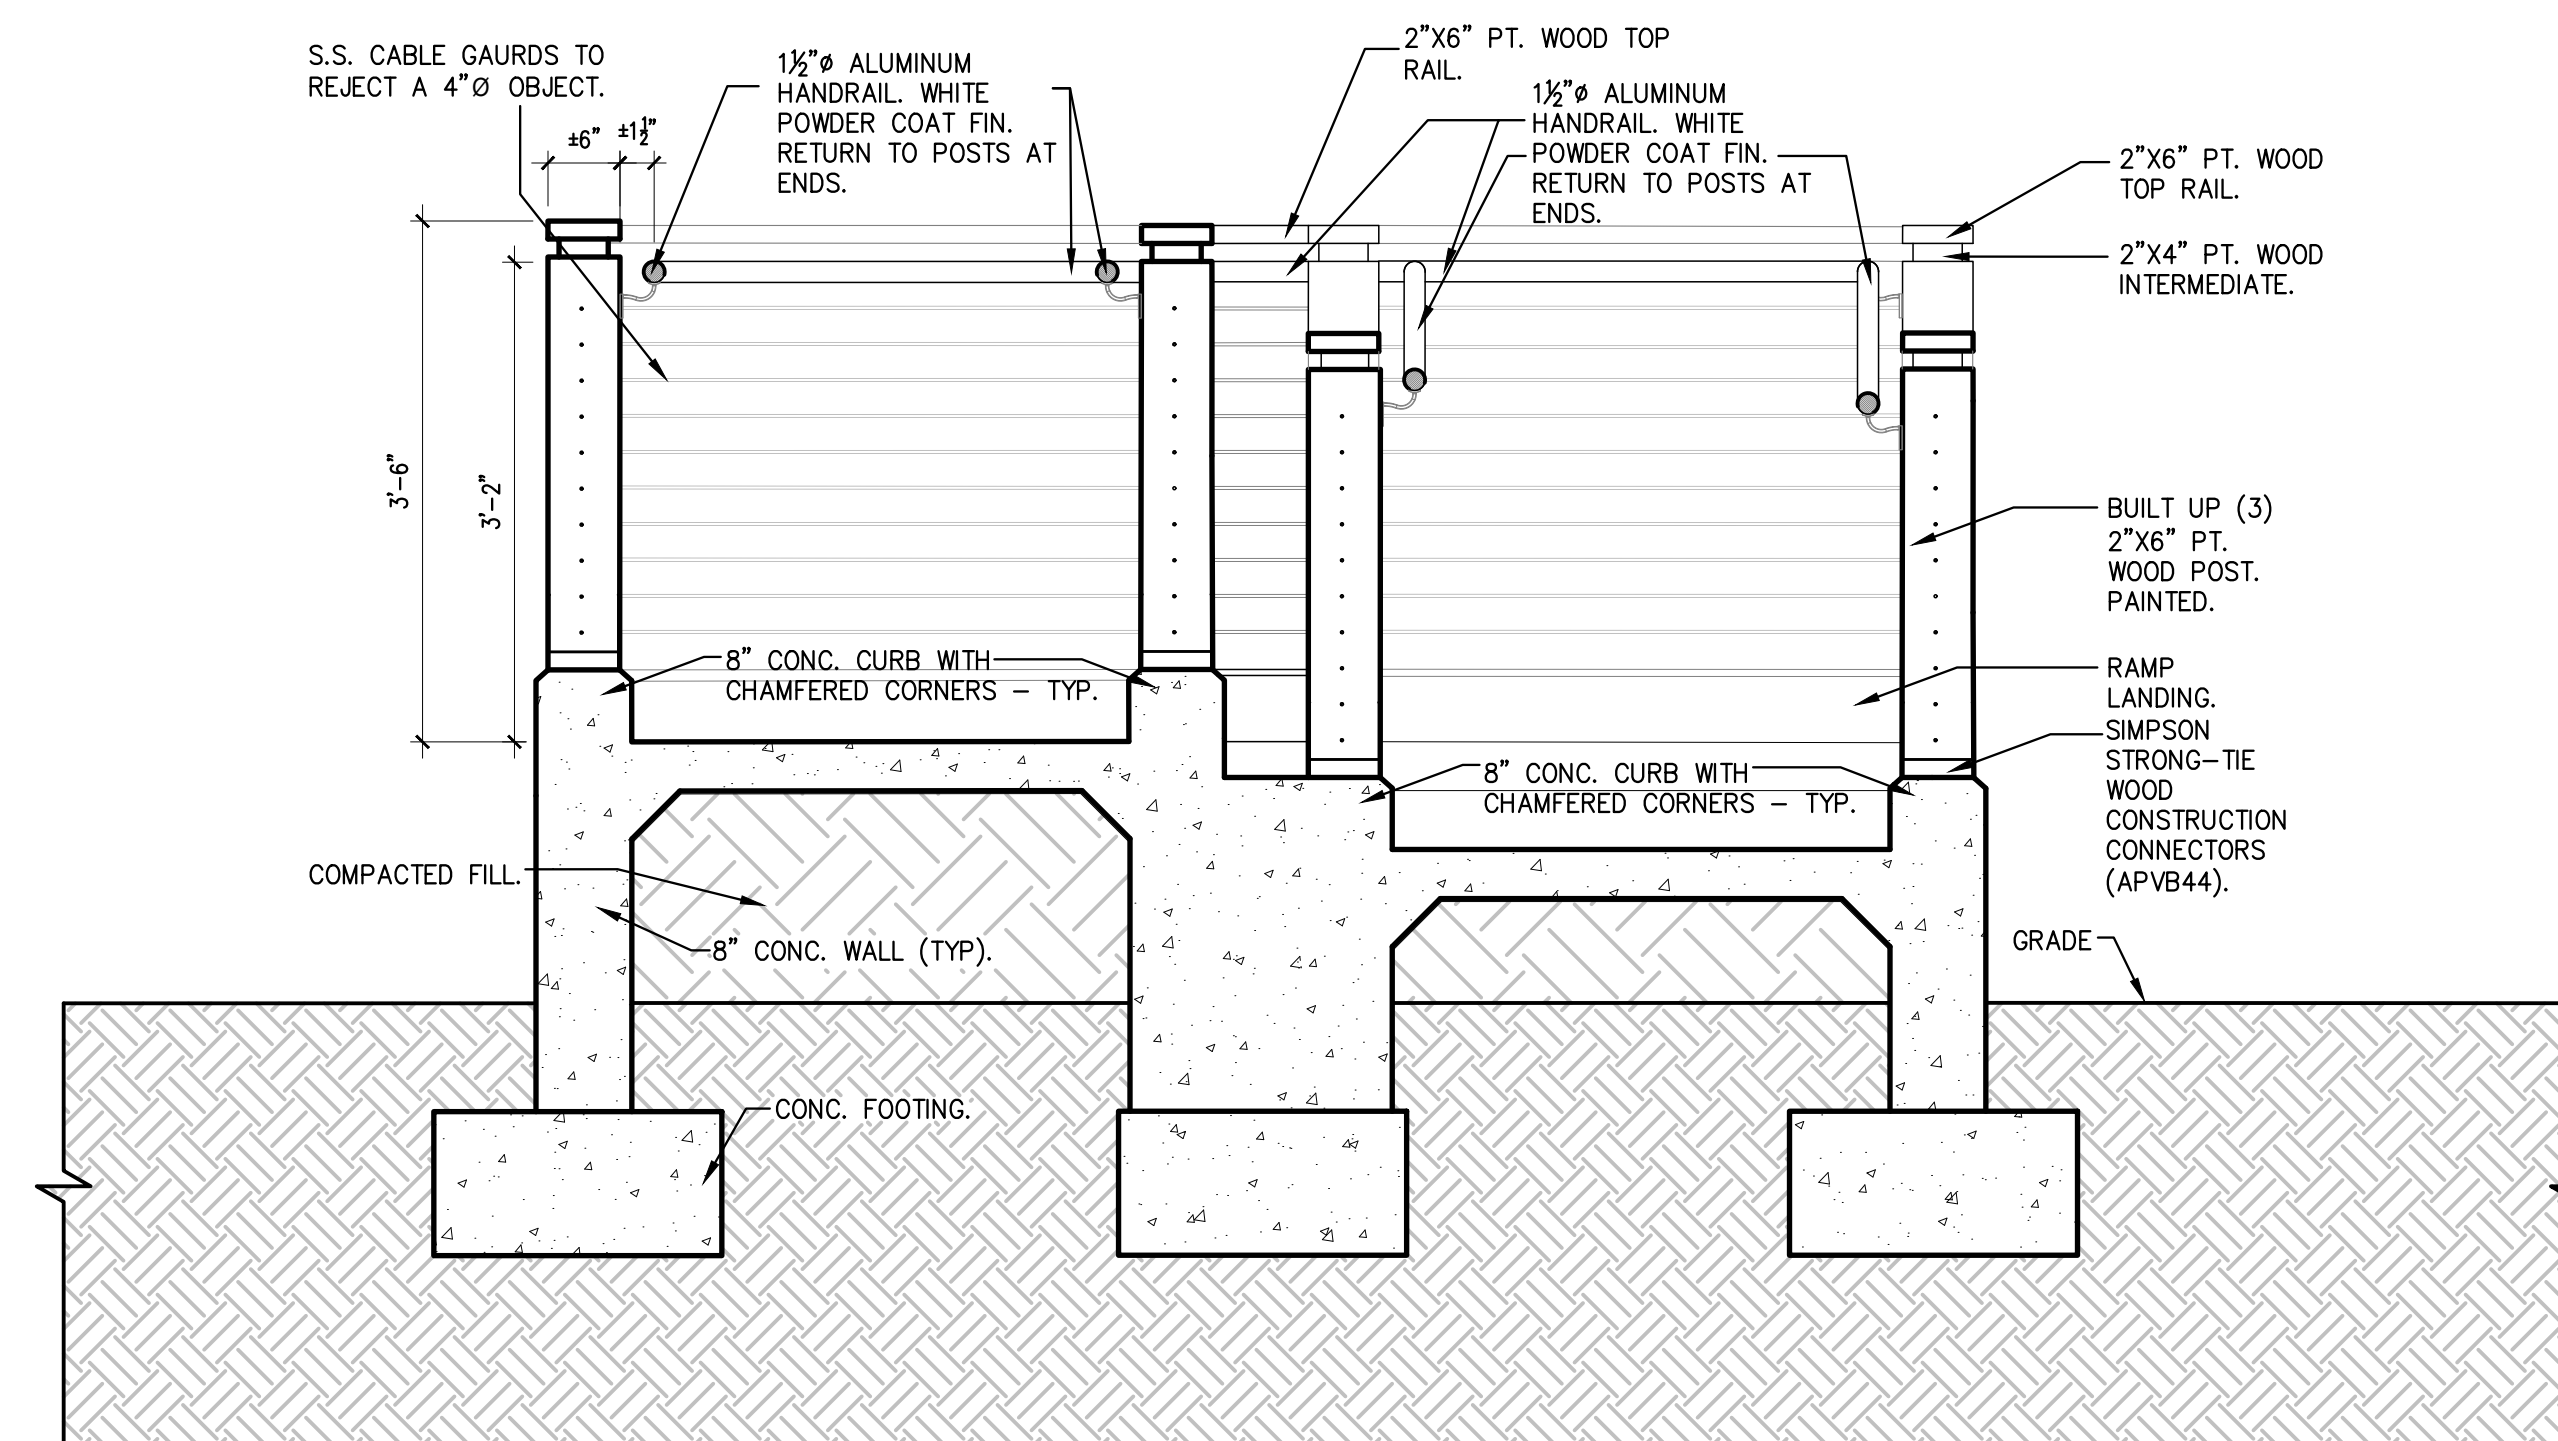 S.S. CABLE GAURDS TO
REJECT A 4"Ø OBJECT.
±6"
±1½"
1½"ø ALUMINUM
HANDRAIL. WHITE
POWDER COAT FIN.
RETURN TO POSTS AT
ENDS.
2"X6" PT. WOOD TOP
RAIL.
1½"ø ALUMINUM
HANDRAIL. WHITE
POWDER COAT FIN.
RETURN TO POSTS AT
ENDS.
2"X6" PT. WOOD
TOP RAIL.
2"X4" PT. WOOD
INTERMEDIATE.
3'-6"
3'-2"
BUILT UP (3)
2"X6" PT.
WOOD POST.
PAINTED.
8" CONC. CURB WITH
CHAMFERED CORNERS - TYP.
RAMP
LANDING.
SIMPSON
STRONG-TIE
WOOD
CONSTRUCTION
CONNECTORS
(APVB44).
8" CONC. CURB WITH
CHAMFERED CORNERS - TYP.
COMPACTED FILL.
8" CONC. WALL (TYP).
GRADE
CONC. FOOTING.